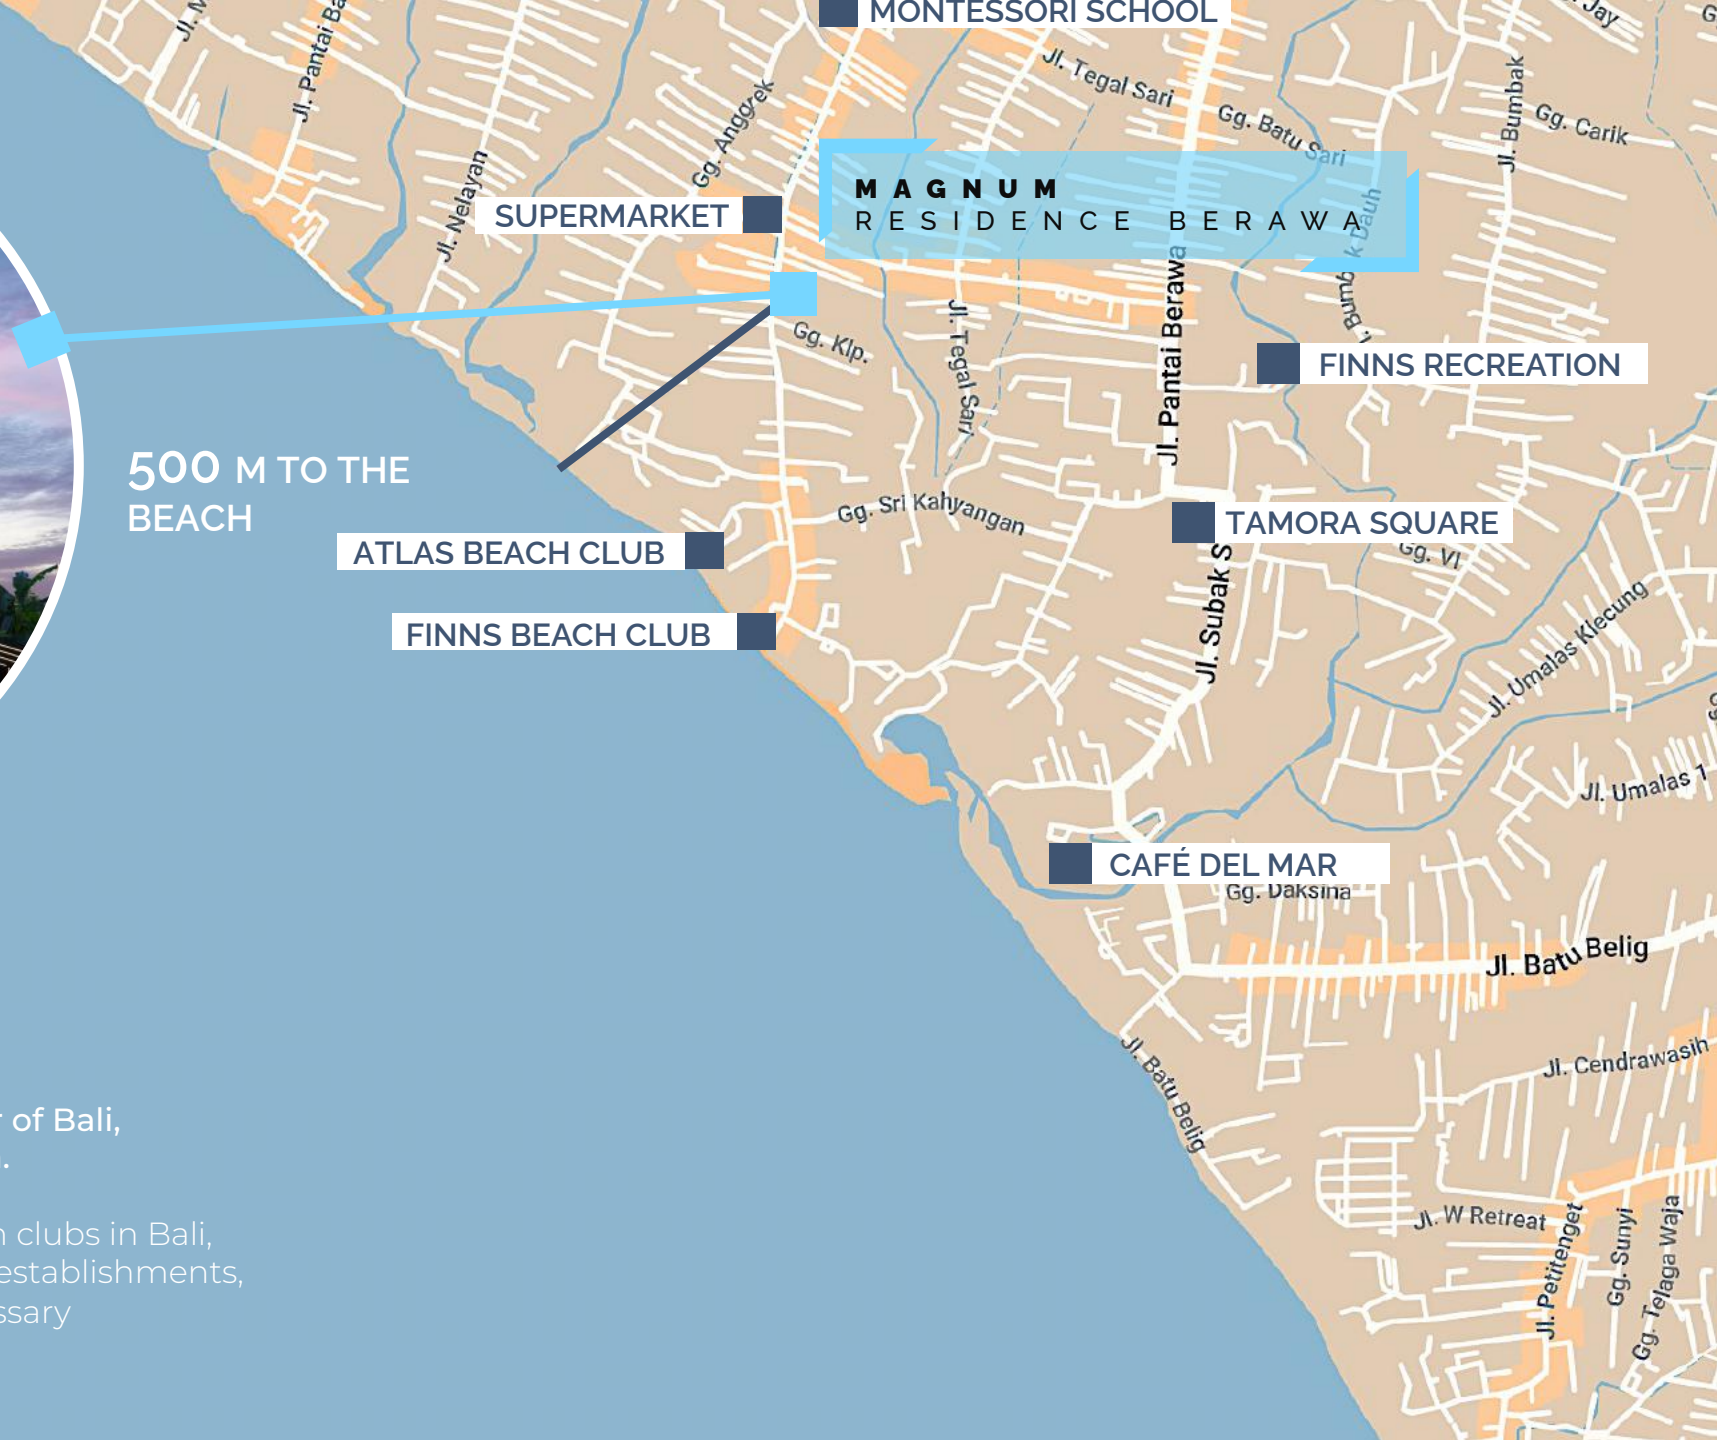 MONTESSORI SCHOOL
Jl. Pantai
Jl. Tegal Sari
Jl. Bumbak
Gg. Anggrek
Gg. Batu Sari
Gg. Carik
Jl. Nelayan
MAGNUM
RESIDENCE BERAWA
SUPERMARKET
Gg. Klp.
Jl. Tegal Sari
Jl. Pantai Berawa
FINNS RECREATION
500 M TO THE
BEACH
Gg. Sri Kahyangan
TAMORA SQUARE
Gg. VI
ATLAS BEACH CLUB
Jl. Subak S
FINNS BEACH CLUB
Jl. Umalas Klecung
Jl. Umalas 1
CAFÉ DEL MAR
Gg. Daksina
Jl. Batu Belig
Jl. Batu Belig
Jl. Cendrawasih
of Bali,
Jl. W Retreat
Jl. Petitenget
Gg. Sunyi
Gg. Telaga Waja
clubs in Bali,
establishments,